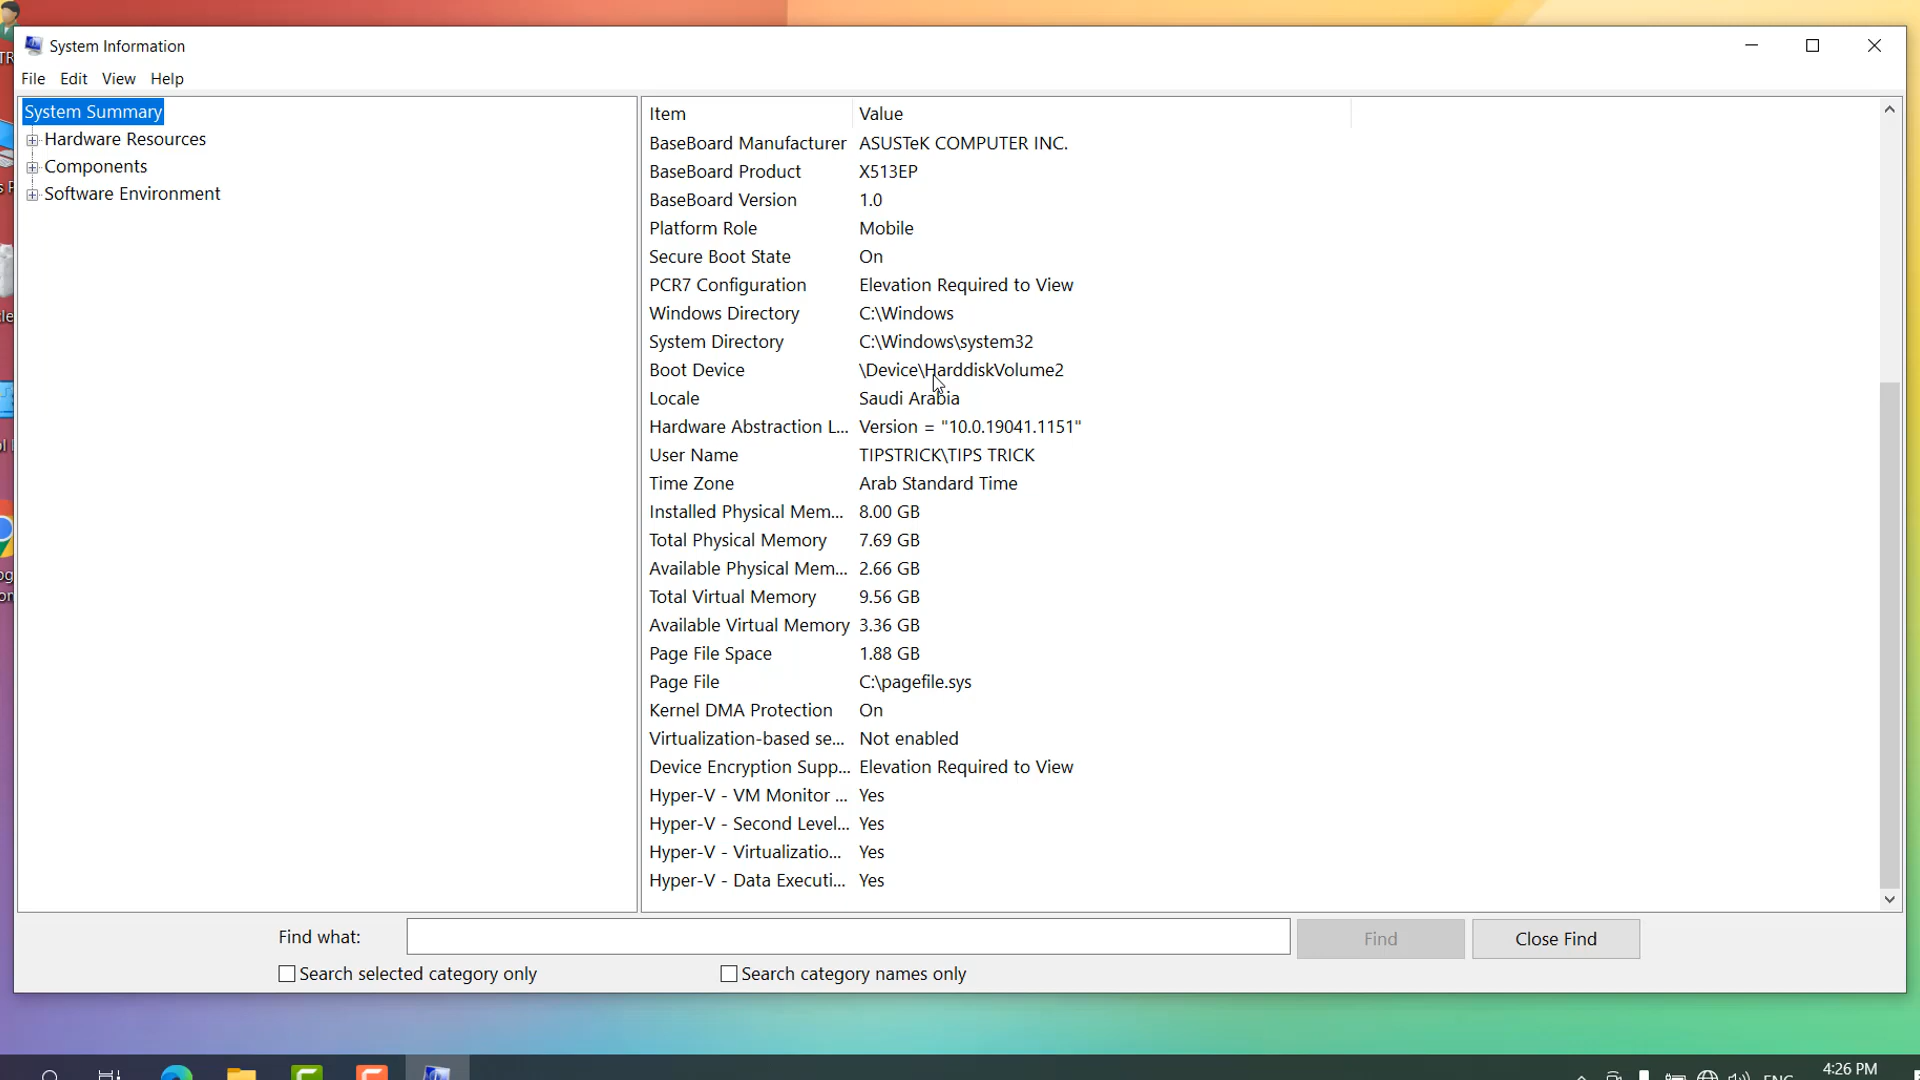 System Information
File Edit View Help
System Summary
Hardware Resources
Components
Software Environment
Item Value
BaseBoard Manufacturer ASUSTeK COMPUTER INC.
BaseBoard Product X513EP
BaseBoard Version 1.0
Platform Role Mobile
Secure Boot State On
PCR7 Configuration Elevation Required to View
Windows Directory C:\Windows
System Directory C:\Windows\system32
Boot Device \Device\HarddiskVolume2
Locale Saudi Arabia
Hardware Abstraction L... Version = "10.0.19041.1151"
User Name TIPSTRICK\TIPS TRICK
Time Zone Arab Standard Time
Installed Physical Mem... 8.00 GB
Total Physical Memory 7.69 GB
Available Physical Mem... 2.66 GB
Total Virtual Memory 9.56 GB
Available Virtual Memory 3.36 GB
Page File Space 1.88 GB
Page File C:\pagefile.sys
Kernel DMA Protection On
Virtualization-based se... Not enabled
Device Encryption Supp... Elevation Required to View
Hyper-V - VM Monitor ... Yes
Hyper-V - Second Level... Yes
Hyper-V - Virtualizatio... Yes
Hyper-V - Data Executi... Yes
Find what: Find Close Find
Search selected category only Search category names only
ENG 4:26 PM